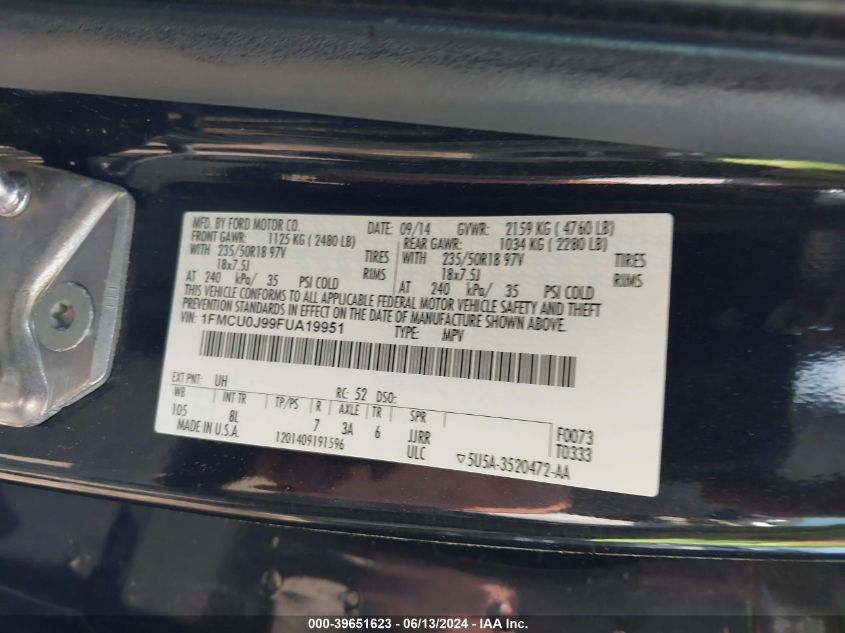 MFD. BY FORD MOTOR CO. DATE: 09/14 GVWR: 2159 KG ( 4760 LB)
FRONT GAWR: 1125 KG ( 2480 LB) REAR GAWR: 1034 KG ( 2280 LB)
WITH 235/50R18 97V TIRES WITH 235/50R18 97V TIRES
18x7.5J RIMS 18x7.5J RIMS
AT 240 kPa/ 35 PSI COLD AT 240 kPa/ 35 PSI COLD
THIS VEHICLE CONFORMS TO ALL APPLICABLE FEDERAL MOTOR VEHICLE SAFETY AND THEFT
PREVENTION STANDARDS IN EFFECT ON THE DATE OF MANUFACTURE SHOWN ABOVE.
VIN: 1FMCU0J99FUA19951 TYPE: MPV
EXT PNT: UH RC: 52 DSO:
WB INT TR TP/PS R AXLE TR SPR
105 8L 7 3A 6 JJRR F0073
MADE IN U.S.A. 1201409191596 ULC T0333
▽5U5A-3520472-AA
000-39651623 - 06/13/2024 - IAA Inc.